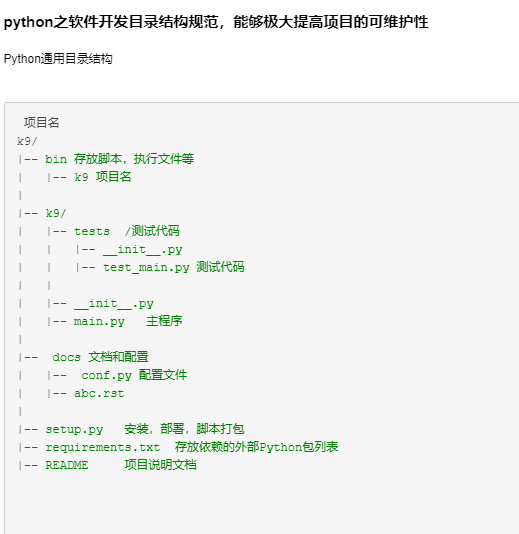 python之软件开发目录结构规范，能够极大提高项目的可维护性
Python通用目录结构
项目名
k9/
|-- bin 存放脚本，执行文件等
|   |-- k9 项目名
|
|-- k9/
|   |-- tests  /测试代码
|   |   |-- __init__.py
|   |   |-- test_main.py 测试代码
|   |
|   |-- __init__.py
|   |-- main.py   主程序
|
|--  docs 文档和配置
|   |--  conf.py 配置文件
|   |-- abc.rst
|
|-- setup.py   安装，部署，脚本打包
|-- requirements.txt  存放依赖的外部Python包列表
|-- README     项目说明文档